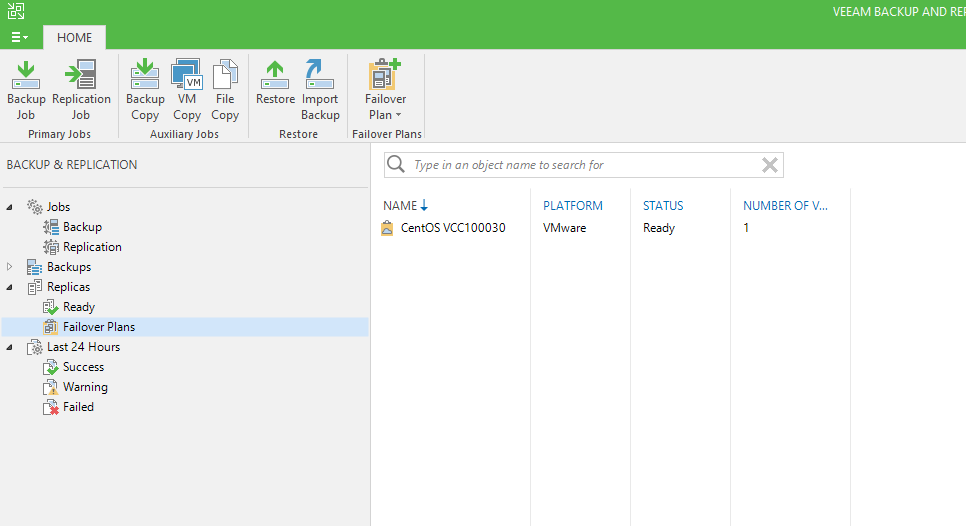 VEEAM BACKUP AND REP
HOME
Backup Job
Replication Job
Primary Jobs
Backup Copy
VM
VM Copy
File Copy
Auxiliary Jobs
Restore
Import Backup
Restore
Failover Plan
Failover Plans
BACKUP & REPLICATION
Jobs
Backup
Replication
Backups
Replicas
Ready
Failover Plans
Last 24 Hours
Success
Warning
Failed
Type in an object name to search for
NAME PLATFORM STATUS NUMBER OF V...
CentOS VCC100030 VMware Ready 1